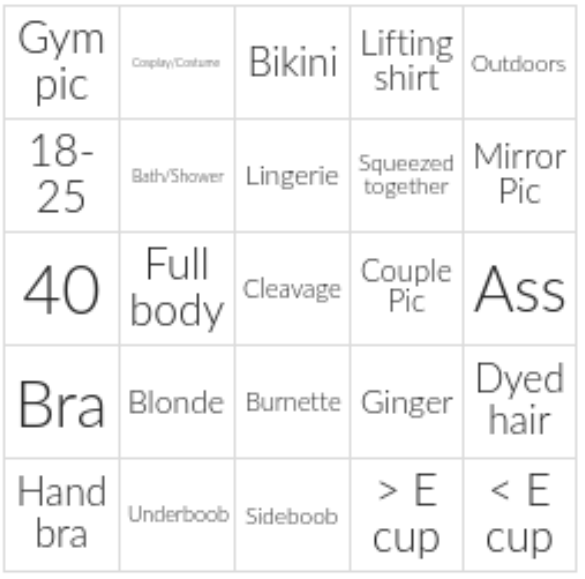 Gym pic
Cosplay/Costume
Bikini
Lifting shirt
Outdoors
18-25
Bath/Shower
Lingerie
Squeezed together
Mirror Pic
40
Full body
Cleavage
Couple Pic
Ass
Bra
Blonde
Burnette
Ginger
Dyed hair
Hand bra
Underboob
Sideboob
> E cup
< E cup